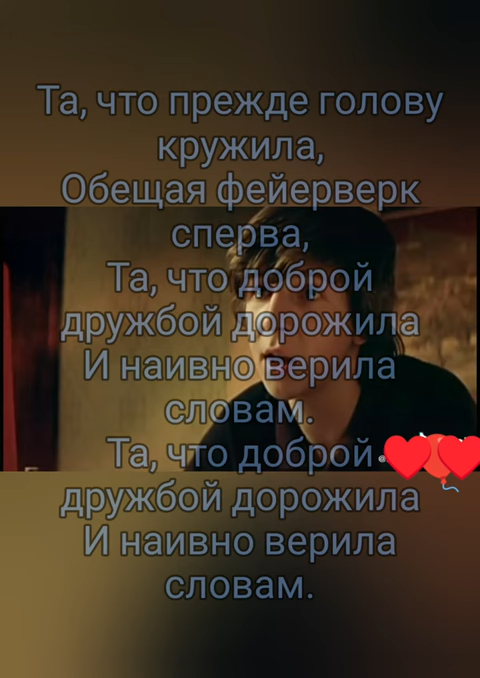 Та, что прежде голову
кружила,
Обещая фейерверк
сперва,
Та, что доброй
дружбой дорожила
И наивно верила
словам.
Та, что доброй
дружбой дорожила
И наивно верила
словам.